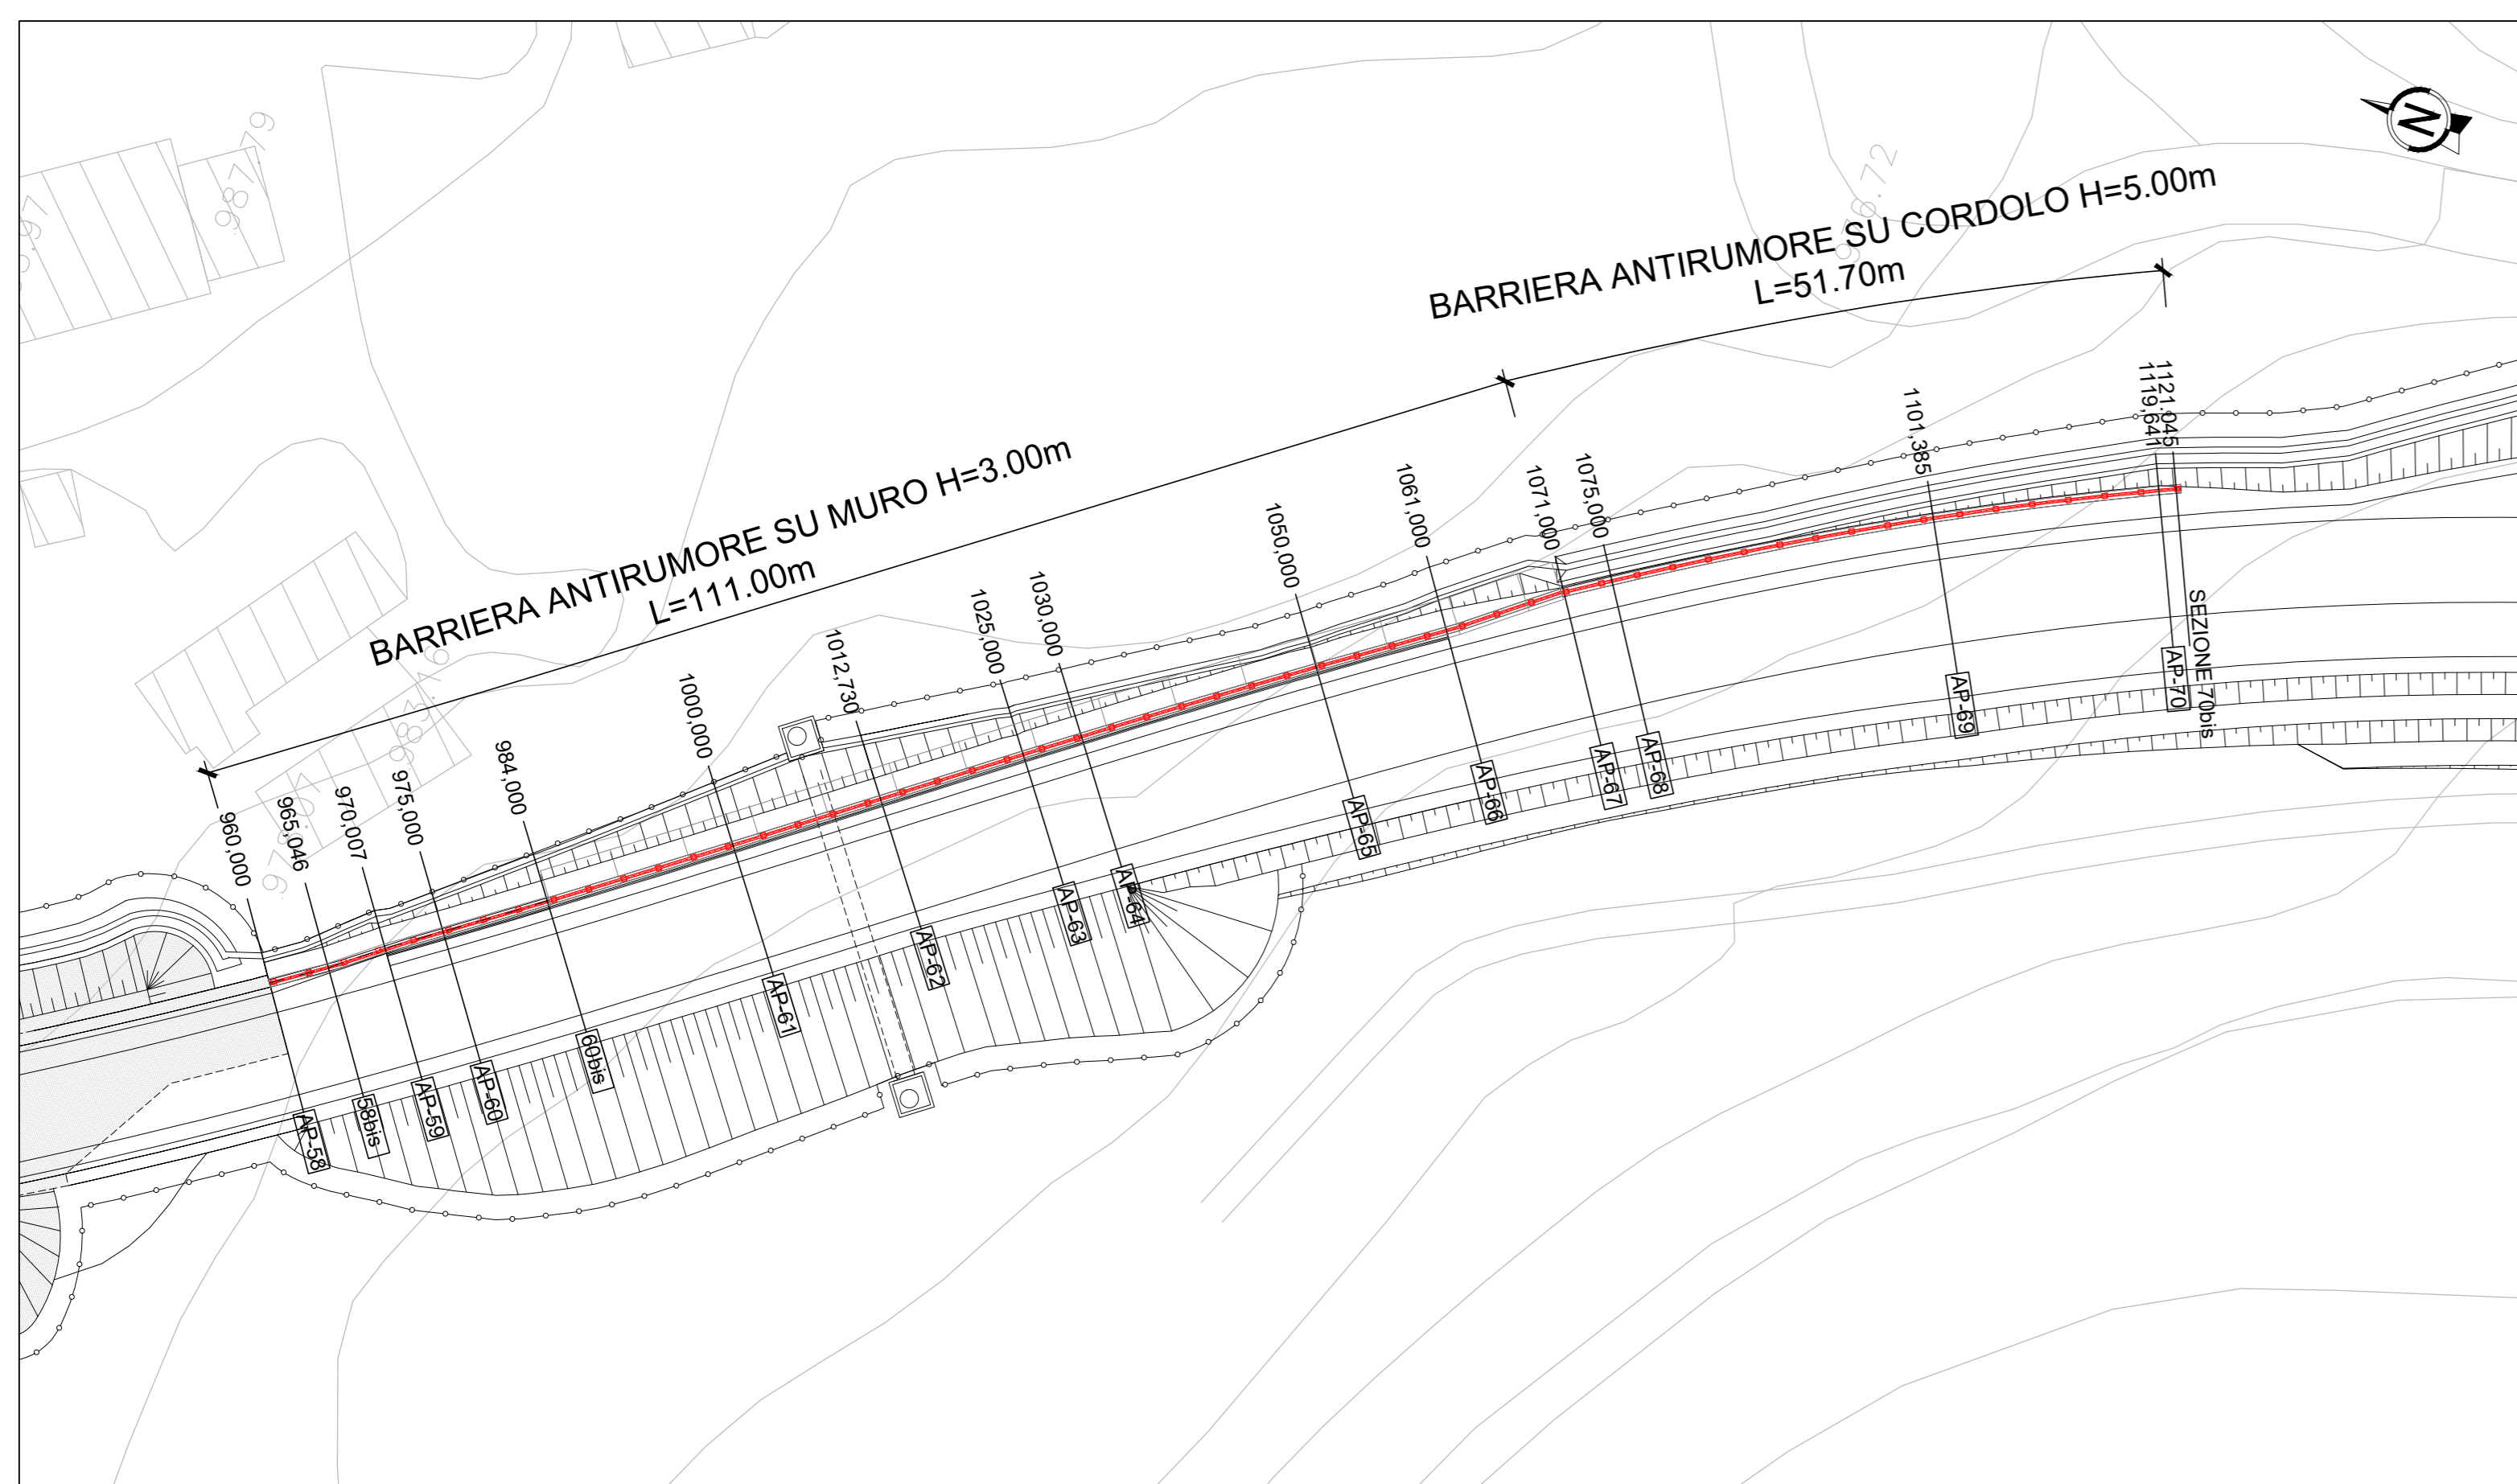 N
987.79
978.72
BARRIERA ANTIRUMORE SU CORDOLO H=5.00m
L=51.70m
BARRIERA ANTIRUMORE SU MURO H=3.00m
L=111.00m
960,000
965,046
970,007
975,000
984,000
1000,000
1012,730
1025,000
1030,000
1050,000
1061,000
1071,000
1075,000
1101,385
1119,641
1121,045
AP-58
58bis
AP-59
AP-60
60bis
AP-61
AP-62
AP-63
AP-64
AP-65
AP-66
AP-67
AP-68
AP-69
AP-70
SEZIONE 70bis